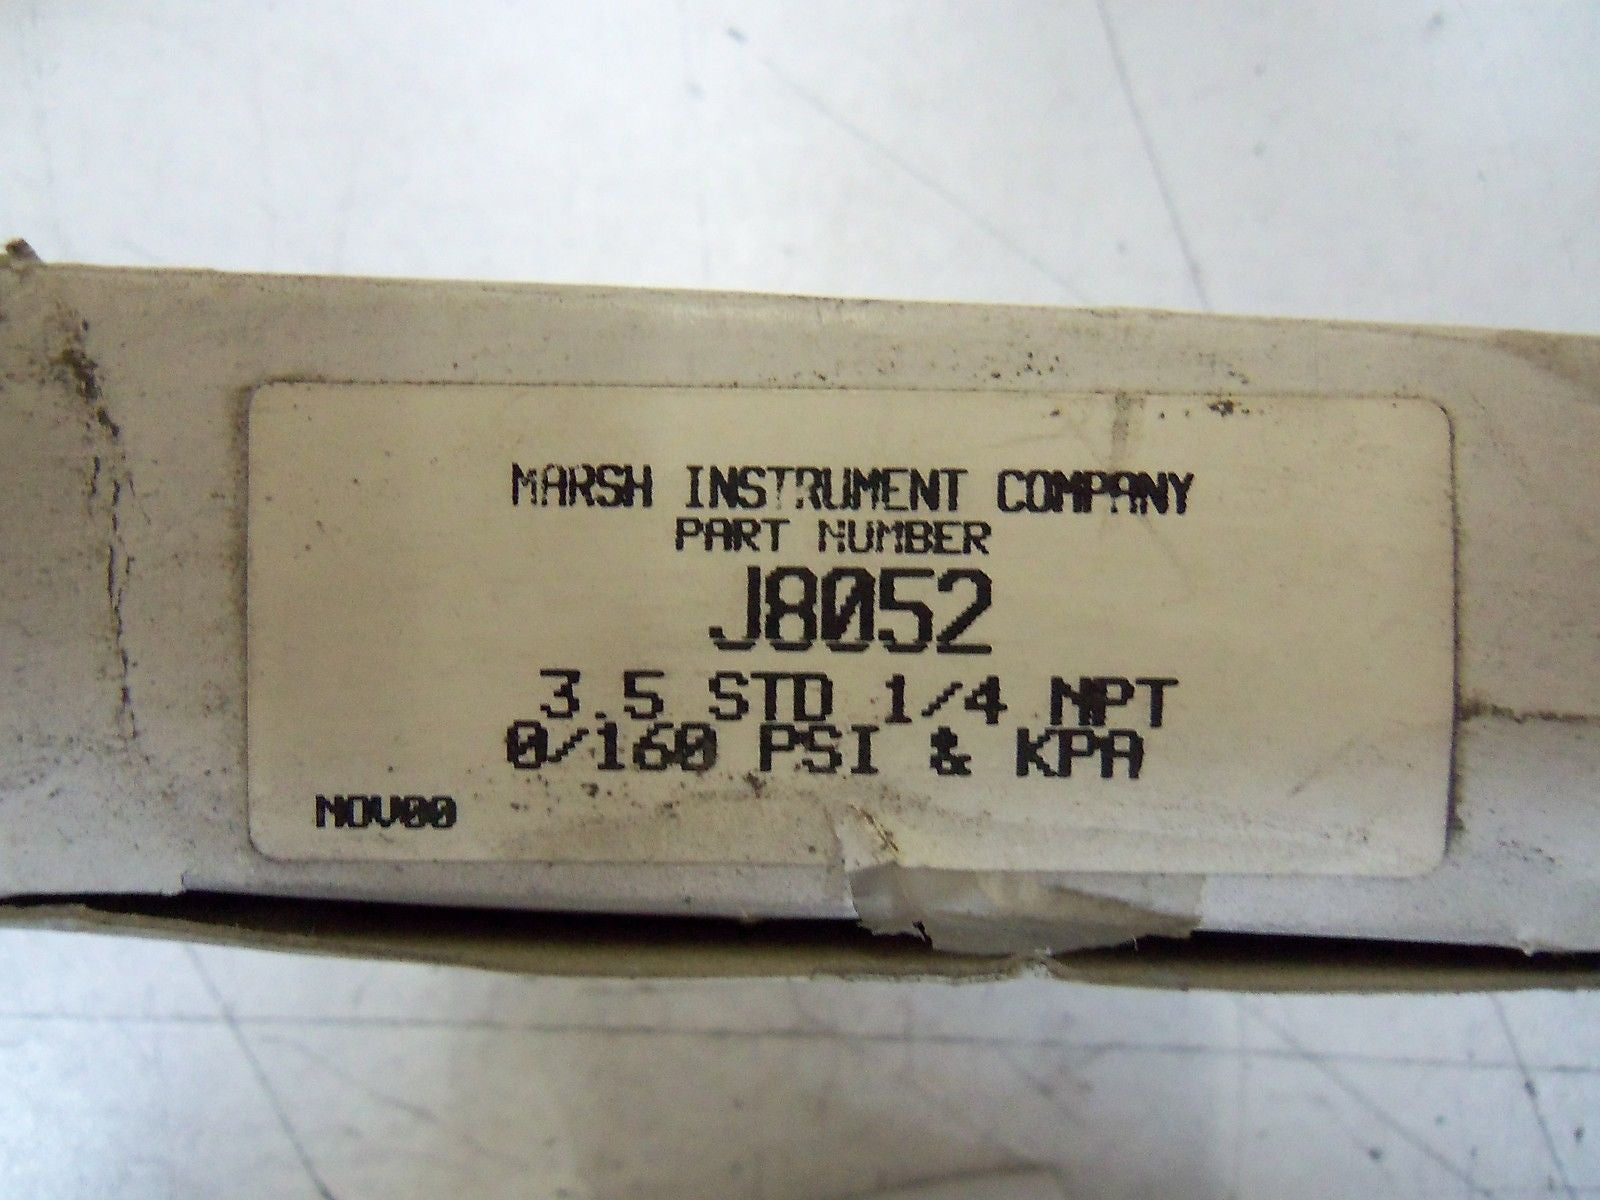 MARSH INSTRUMENT COMPANY
PART NUMBER
J8052
3.5 STD 1/4 NPT
0/160 PSI & KPA
NOV00